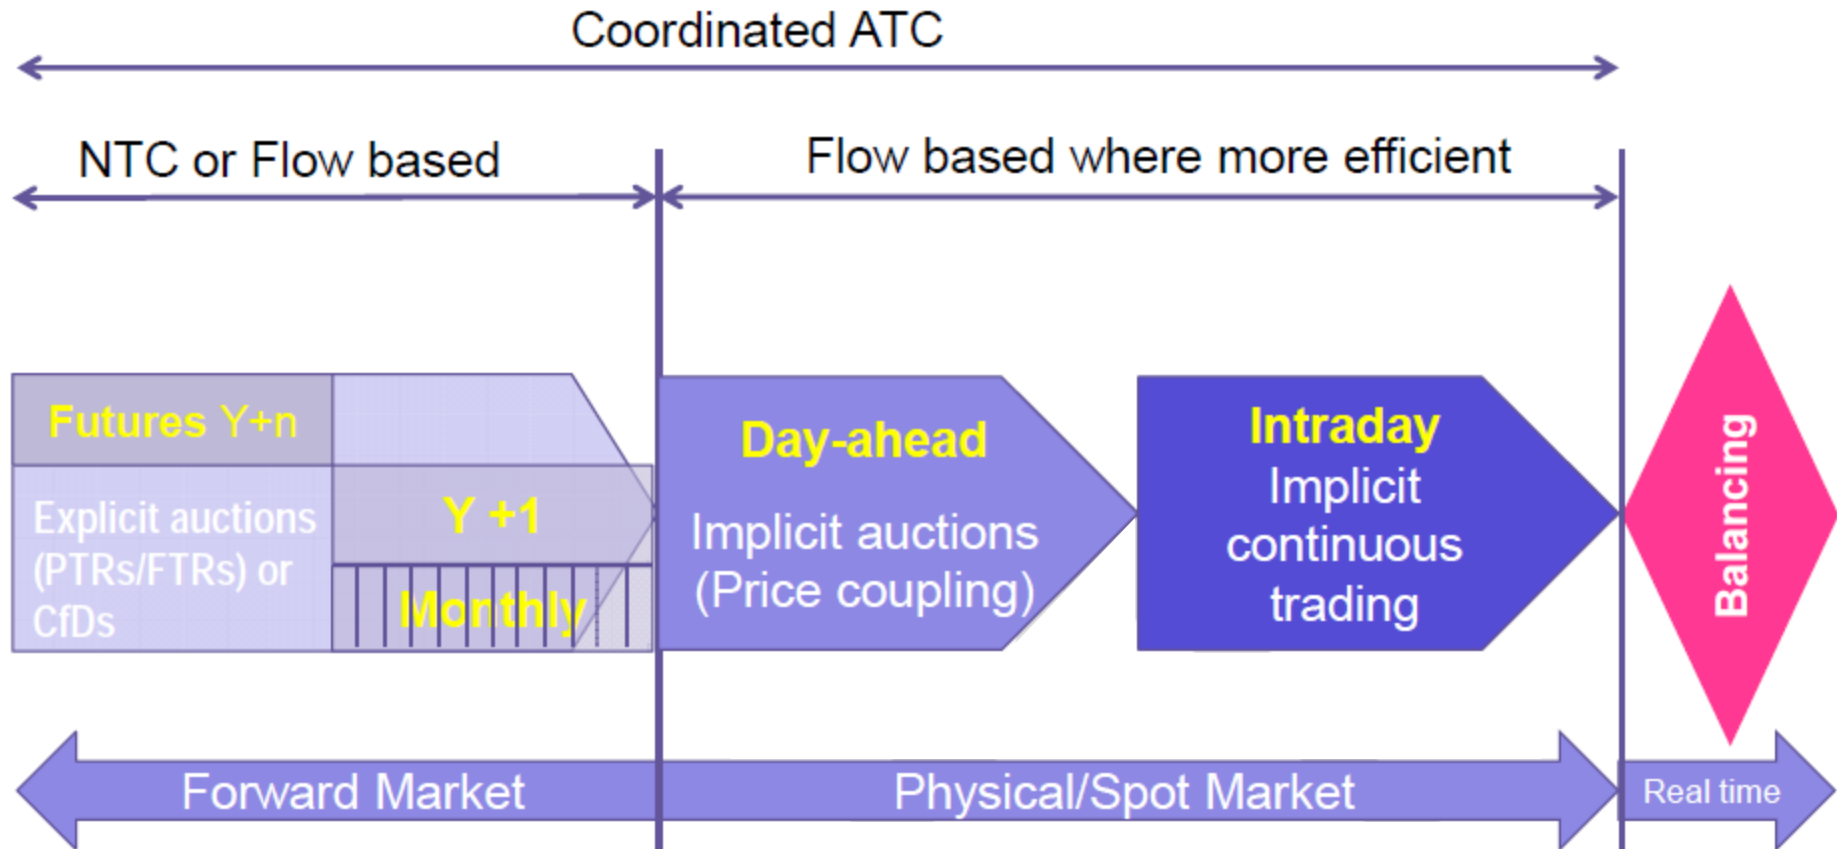 Coordinated ATC
NTC or Flow based
Flow based where more efficient
Futures Y+n
Explicit auctions
(PTRs/FTRs) or
CfDs
Y +1
Monthly
Day-ahead
Implicit auctions
(Price coupling)
Intraday
Implicit
continuous
trading
Balancing
Forward Market
Physical/Spot Market
Real time